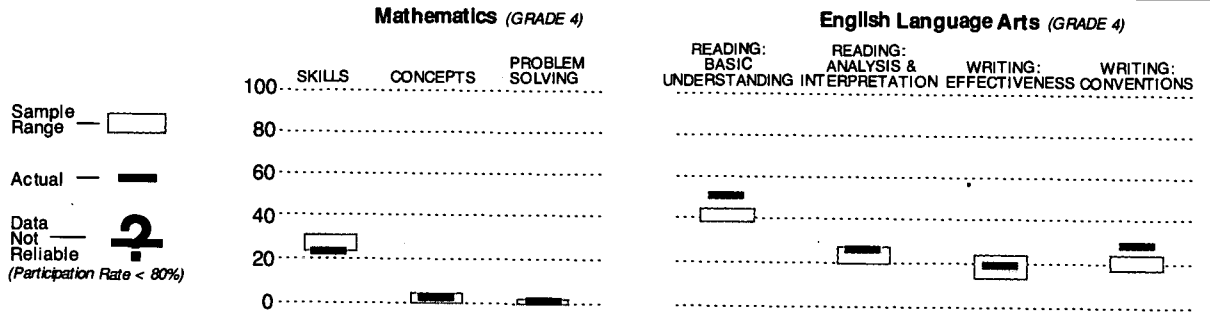 Mathematics (GRADE 4)
English Language Arts (GRADE 4)
SKILLS
CONCEPTS
PROBLEM
SOLVING
READING:
BASIC
UNDERSTANDING
READING:
ANALYSIS &
INTERPRETATION
WRITING:
EFFECTIVENESS
WRITING:
CONVENTIONS
100
80
60
40
20
0
Sample
Range
Actual
Data
Not
Reliable
?
(Participation Rate < 80%)